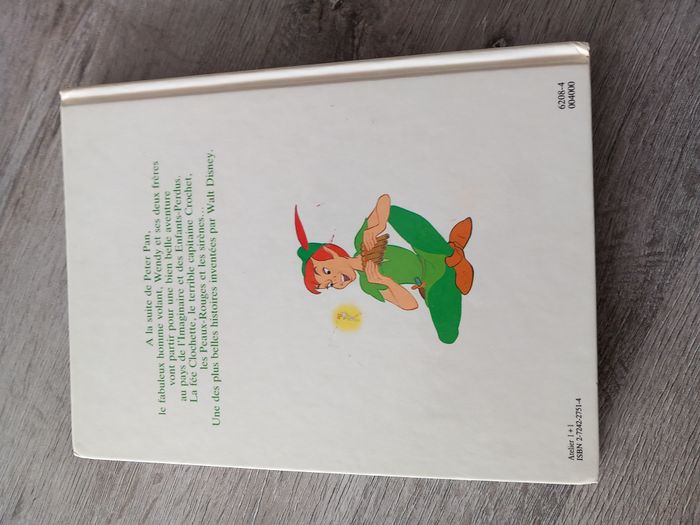 A la suite de Peter Pan,
le fabuleux homme volant, Wendy et ses deux frères
vont partir pour une bien belle aventure
au pays de l'Imaginaire et des Enfants-Perdus.
La fée Clochette, le terrible capitaine Crochet,
les Peaux-Rouges et les sirènes...
Une des plus belles histoires inventées par Walt Disney.
Atelier 1 + 1
ISBN 2-7242-2751-4
6208-4
004000